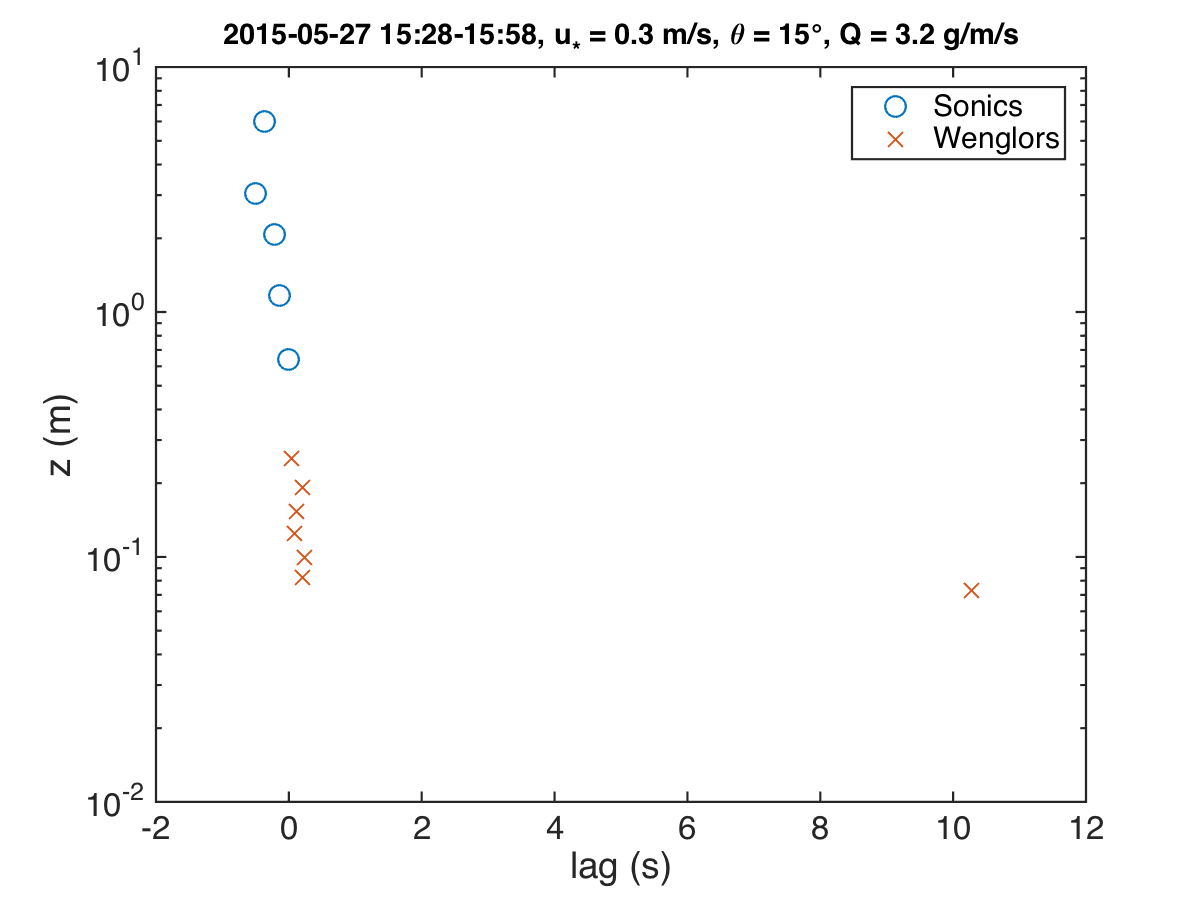 2015-05-27 15:28-15:58, u* = 0.3 m/s, θ = 15°, Q = 3.2 g/m/s
10^1
Sonics
Wenglors
10^0
z (m)
10^-1
10^-2
-2 0 2 4 6 8 10 12
lag (s)